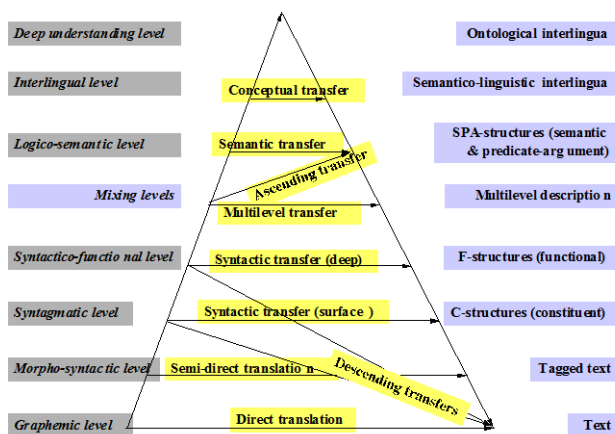 Deep understanding level
Ontological interlingua
Interlingual level
Conceptual transfer
Semantico-linguistic interlingua
Logico-semantic level
Semantic transfer
SPA-structures (semantic
& predicate-arg ument)
Ascending transfer
Mixing levels
Multilevel transfer
Multilevel descriptio n
Syntactico-functio nal level
Syntactic transfer (deep)
F-structures (functional)
Syntagmatic level
Syntactic transfer (surface )
C-structures (constituent)
Descending transfers
Morpho-syntactic level
Semi-direct translatio n
Tagged text
Graphemic level
Direct translation
Text